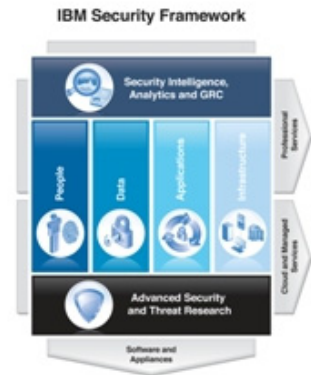 IBM Security Framework
Security Intelligence,
Analytics and GRC
People
Data
Applications
Infrastructure
Professional
Services
Cloud and Managed
Services
Advanced Security
and Threat Research
Software and
Appliances